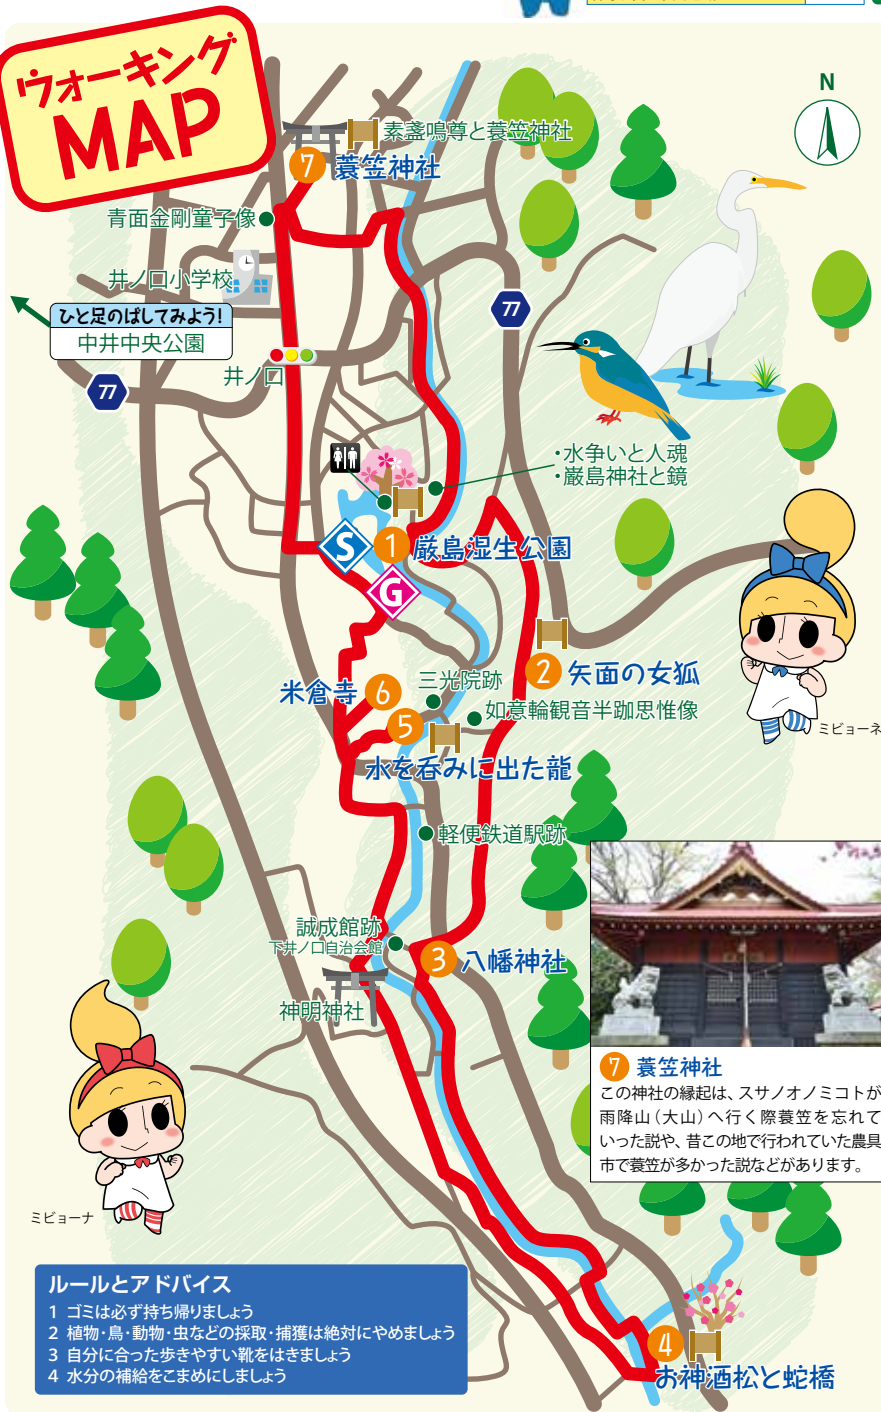 ウォーキング
MAP
N
素盞鳴尊と蓑笠神社
7 蓑笠神社
青面金剛童子像
井ノ口小学校
ひと足のばしてみよう!
中井中央公園
77
77
井ノ口
・水争いと人魂
・厳島神社と鏡
S
1 厳島湿生公園
G
2 矢面の女狐
米倉寺 6
三光院跡
5
如意輪観音半跏思惟像
ミビョーネ
水を呑みに出た龍
軽便鉄道駅跡
誠成館跡
下井ノ口自治会館
3 八幡神社
神明神社
7 蓑笠神社
この神社の縁起は、スサノオノミコトが
雨降山(大山)へ行く際蓑笠を忘れて
いった説や、昔この地で行われていた農具
市で蓑笠が多かった説などがあります。
ミビョーナ
ルールとアドバイス
1 ゴミは必ず持ち帰りましょう
2 植物・鳥・動物・虫などの採取・捕獲は絶対にやめましょう
3 自分に合った歩きやすい靴をはきましょう
4 水分の補給をこまめにしましょう
4
お神酒松と蛇橋